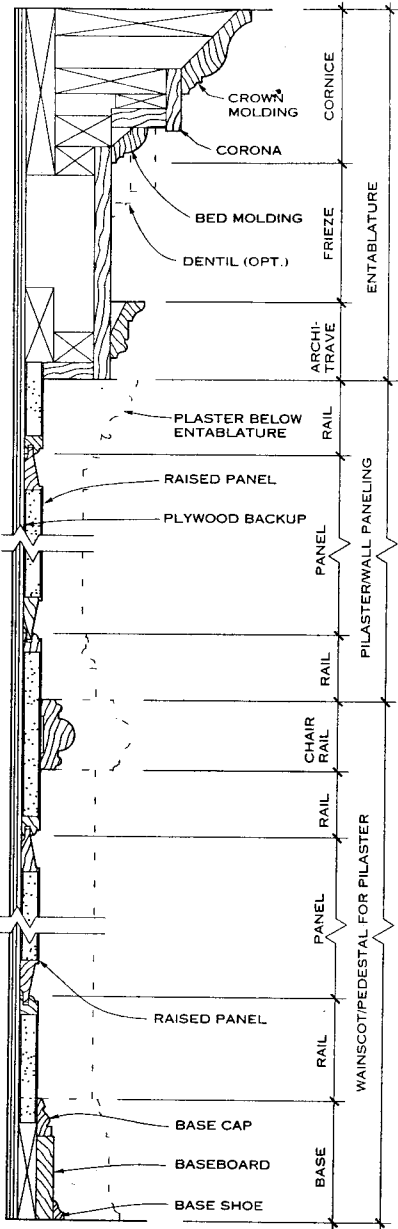 CROWN
MOLDING
CORONA
BED MOLDING
DENTIL (OPT.)
PLASTER BELOW
ENTABLATURE
RAISED PANEL
PLYWOOD BACKUP
RAISED PANEL
BASE CAP
BASEBOARD
BASE SHOE
CORNICE
FRIEZE
ARCHI-
TRAVE
RAIL
PANEL
RAIL
CHAIR
RAIL
RAIL
PANEL
RAIL
BASE
ENTABLATURE
PILASTER/WALL PANELING
WAINSCOT/PEDESTAL FOR PILASTER